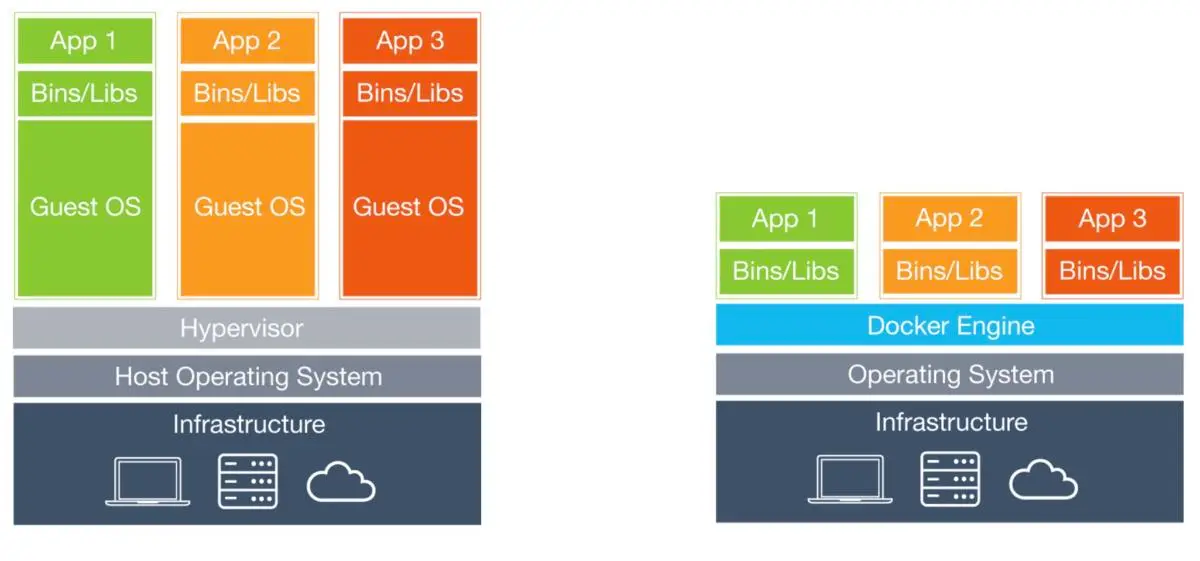 App 1
App 2
App 3
Bins/Libs
Bins/Libs
Bins/Libs
Guest OS
Guest OS
Guest OS
Hypervisor
Host Operating System
Infrastructure
App 1
App 2
App 3
Bins/Libs
Bins/Libs
Bins/Libs
Docker Engine
Operating System
Infrastructure